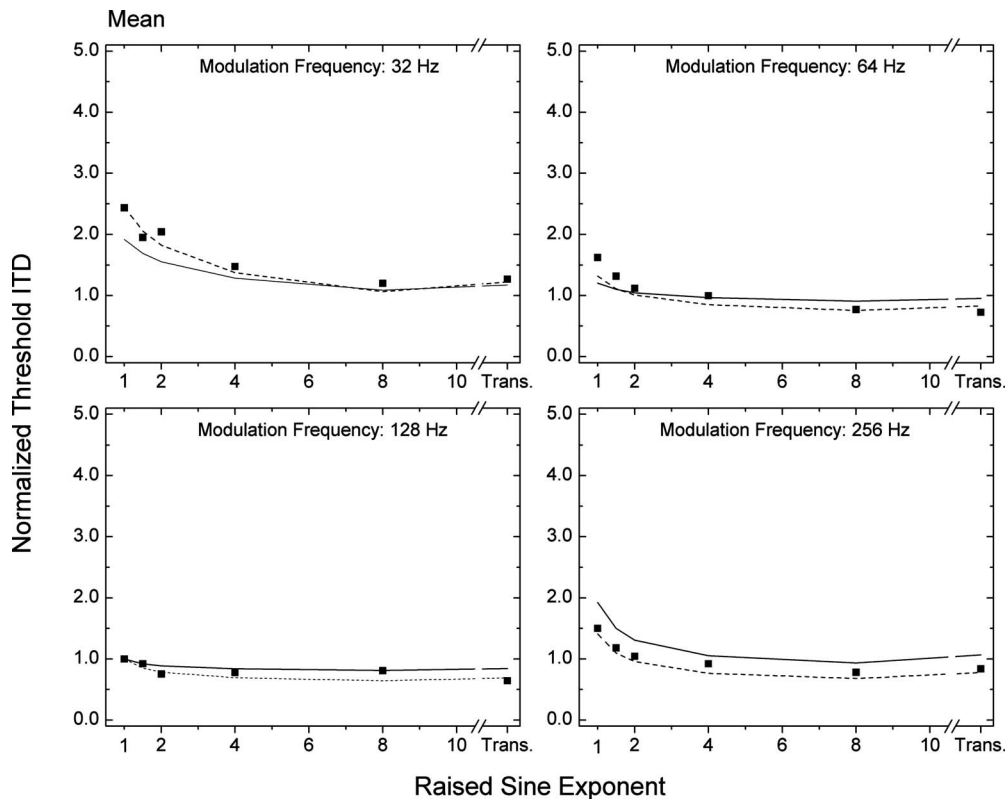 Mean
Normalized Threshold ITD
Modulation Frequency: 32 Hz
5.0
4.0
3.0
2.0
1.0
0.0
1 2 4 6 8 10 Trans.
Modulation Frequency: 64 Hz
5.0
4.0
3.0
2.0
1.0
0.0
1 2 4 6 8 10 Trans.
Modulation Frequency: 128 Hz
5.0
4.0
3.0
2.0
1.0
0.0
1 2 4 6 8 10 Trans.
Modulation Frequency: 256 Hz
5.0
4.0
3.0
2.0
1.0
0.0
1 2 4 6 8 10 Trans.
Raised Sine Exponent